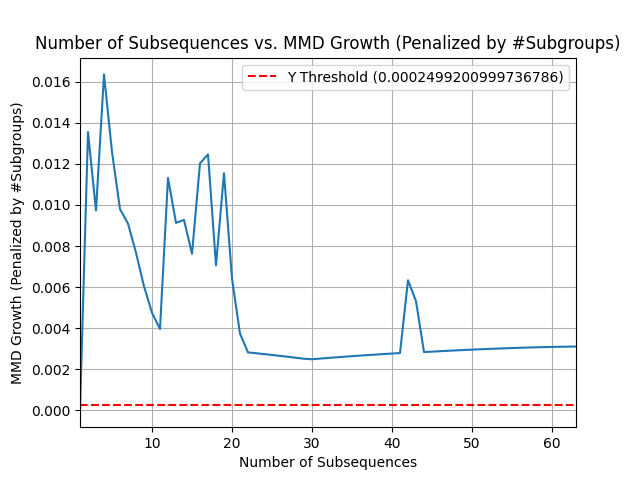 Number of Subsequences vs. MMD Growth (Penalized by #Subgroups)
Y Threshold (0.0002499200999736786)
MMD Growth (Penalized by #Subgroups)
0.016
0.014
0.012
0.010
0.008
0.006
0.004
0.002
0.000
10 20 30 40 50 60
Number of Subsequences